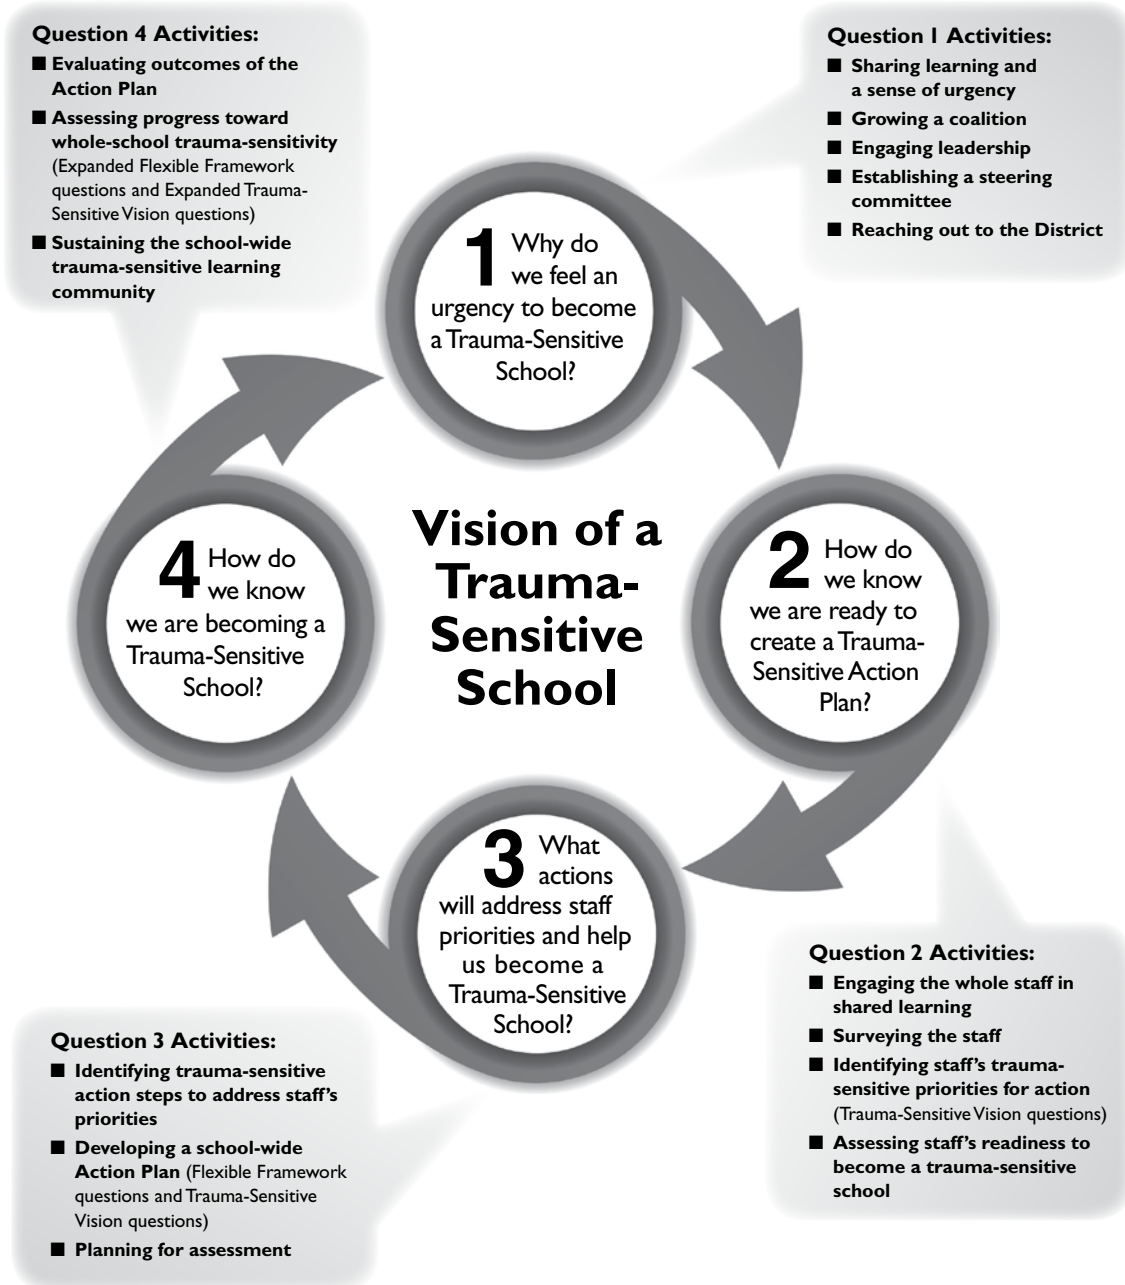 Question 4 Activities:
■ Evaluating outcomes of the
Action Plan
■ Assessing progress toward
whole-school trauma-sensitivity
(Expanded Flexible Framework
questions and Expanded Trauma-
Sensitive Vision questions)
■ Sustaining the school-wide
trauma-sensitive learning
community
Question 1 Activities:
■ Sharing learning and
a sense of urgency
■ Growing a coalition
■ Engaging leadership
■ Establishing a steering
committee
■ Reaching out to the District
1 Why do
we feel an
urgency to become
a Trauma-Sensitive
School?
Vision of a
Trauma-
Sensitive
School
4 How do
we know
we are becoming a
Trauma-Sensitive
School?
2 How do
we know
we are ready to
create a Trauma-
Sensitive Action
Plan?
3 What
actions
will address staff
priorities and help
us become a
Trauma-Sensitive
School?
Question 2 Activities:
■ Engaging the whole staff in
shared learning
■ Surveying the staff
■ Identifying staff's trauma-
sensitive priorities for action
(Trauma-Sensitive Vision questions)
■ Assessing staff's readiness to
become a trauma-sensitive
school
Question 3 Activities:
■ Identifying trauma-sensitive
action steps to address staff's
priorities
■ Developing a school-wide
Action Plan (Flexible Framework
questions and Trauma-Sensitive
Vision questions)
■ Planning for assessment